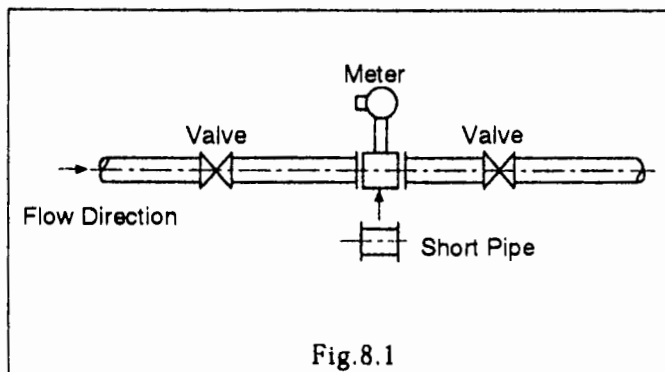 Meter
Valve Valve
Flow Direction
Short Pipe
Fig.8.1